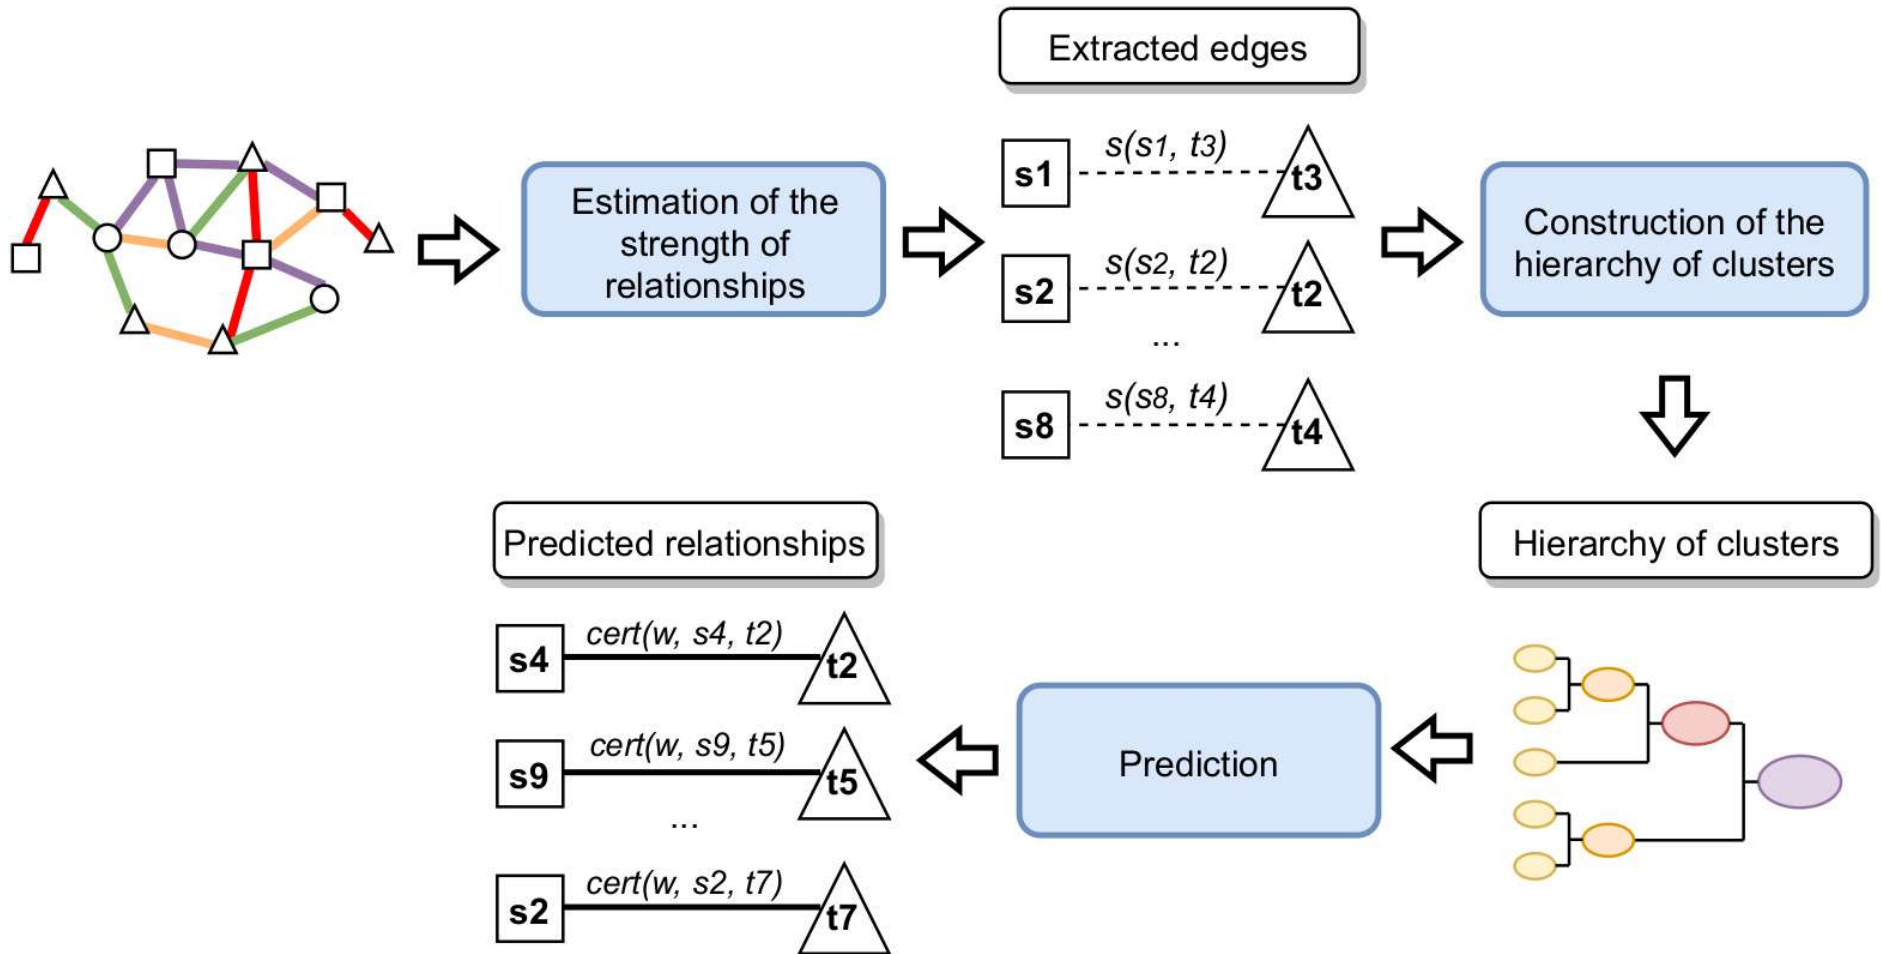 Extracted edges
s1
s(s1, t3)
t3
Estimation of the
strength of
relationships
Construction of the
hierarchy of clusters
s2
s(s2, t2)
t2
...
s8
s(s8, t4)
t4
Predicted relationships
Hierarchy of clusters
s4
cert(w, s4, t2)
t2
s9
cert(w, s9, t5)
t5
Prediction
...
s2
cert(w, s2, t7)
t7